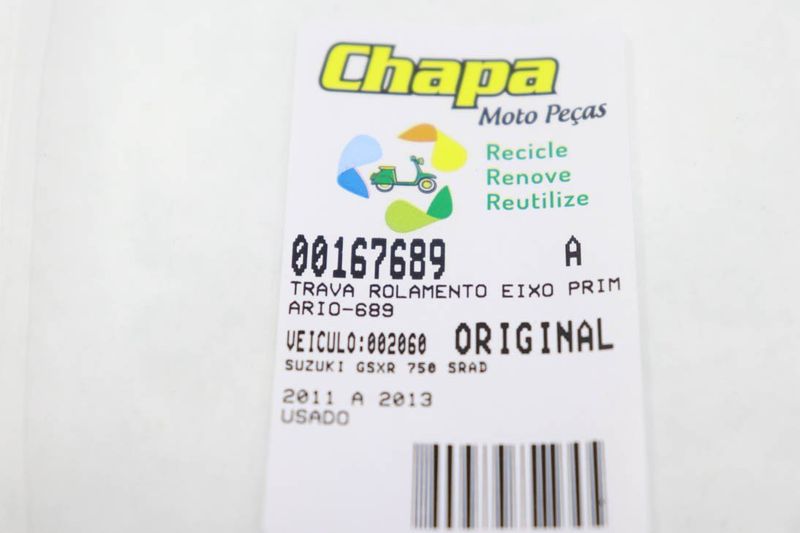 Chapa
Moto Peças
Recicle
Renove
Reutilize
00167689 A
TRAVA ROLAMENTO EIXO PRIM
ARIO-689
VEICULO:002060 ORIGINAL
SUZUKI GSXR 750 SRAD
2011 A 2013
USADO